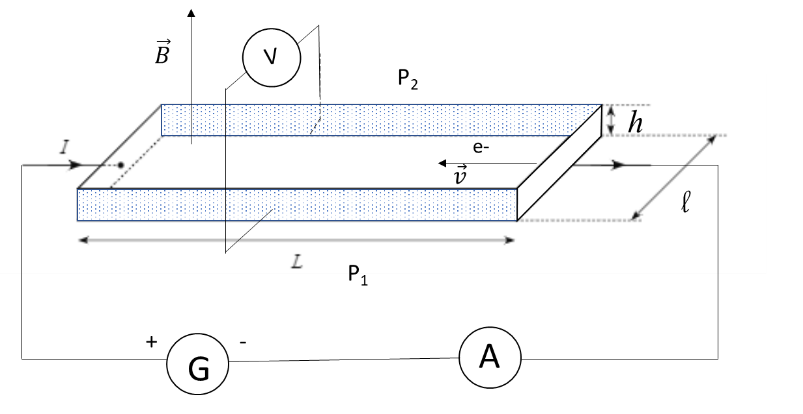 B⃗
V
P₂
h
I
e-
v⃗
ℓ
L
P₁
+
-
G
A